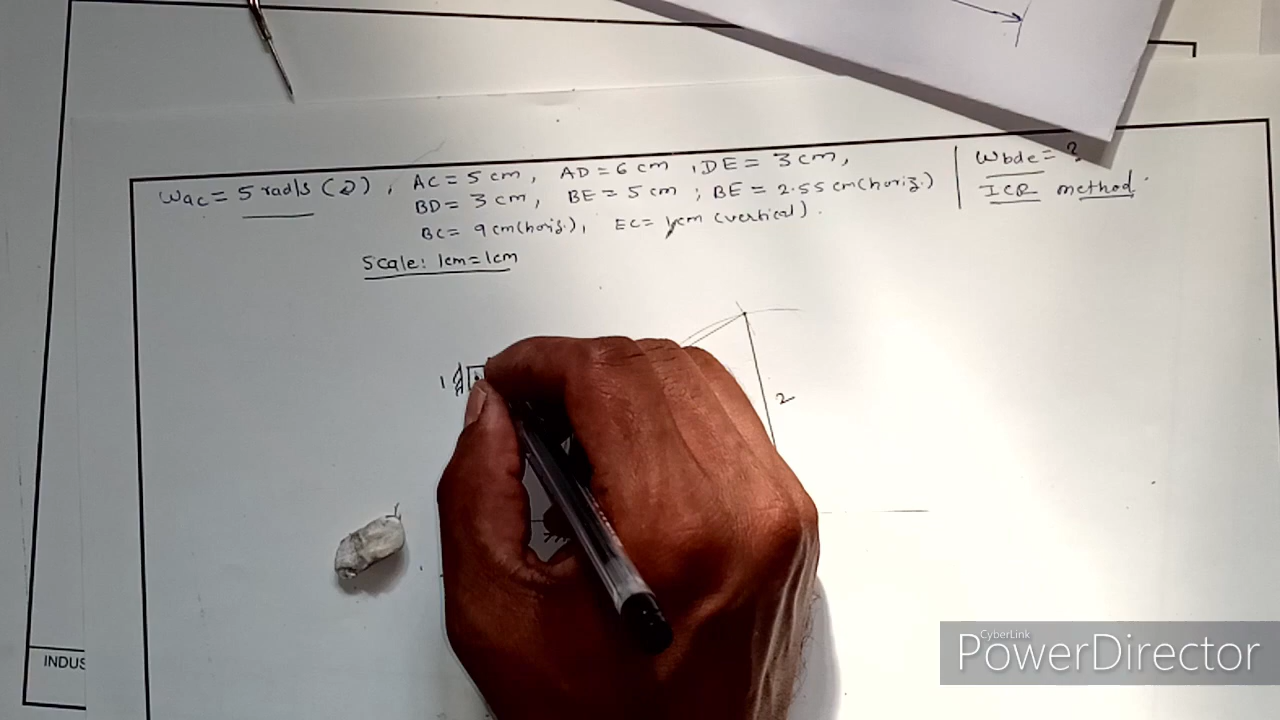 ωac = 5 rad/s (↻), AC = 5 cm, AD = 6 cm, DE = 3 cm,
BD = 3 cm, BE = 5 cm; BE = 2.55 cm (horiz.)
BC = 9 cm (horiz.), EC = cm (vertical).
Scale: 1cm = 1cm
ωbde = ?
ICR method.
1
2
INDUS
CyberLink
PowerDirector